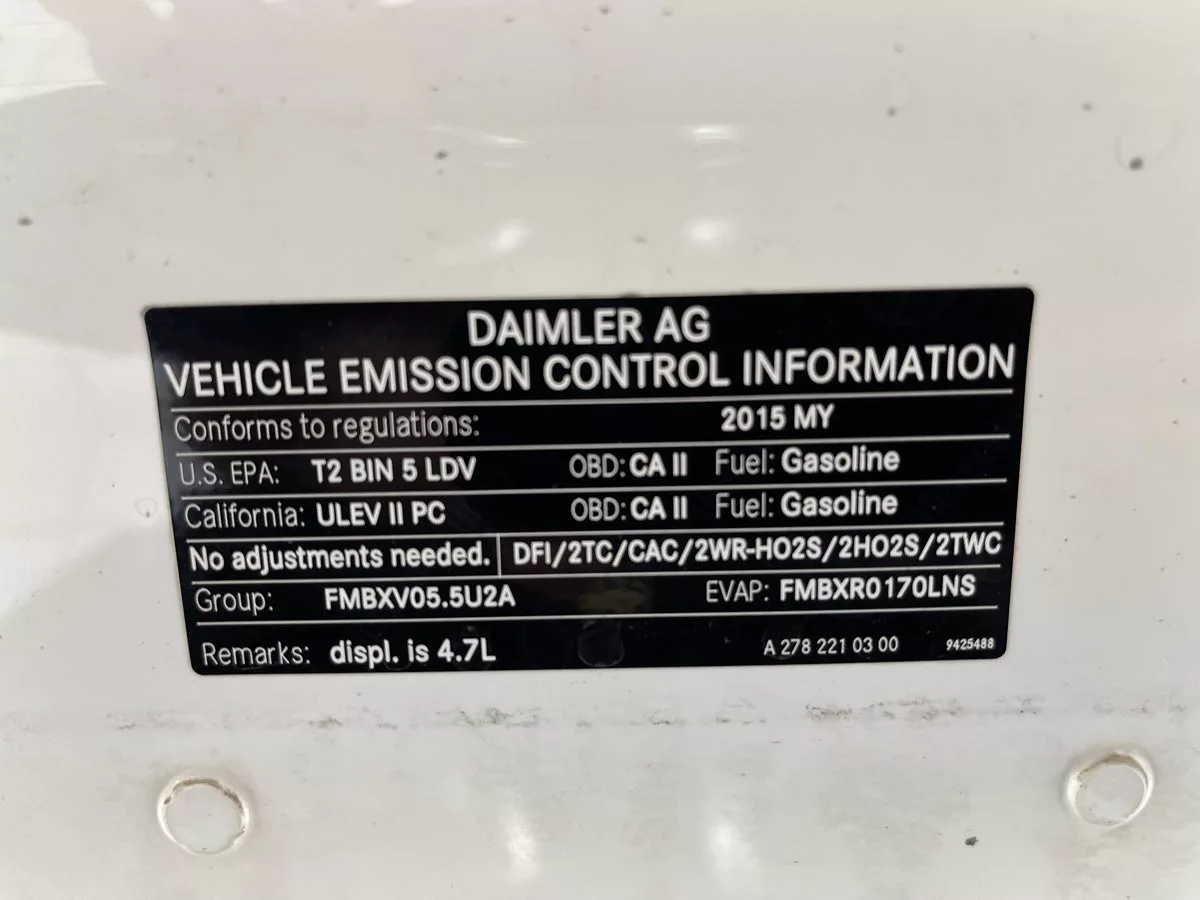 DAIMLER AG
VEHICLE EMISSION CONTROL INFORMATION
Conforms to regulations: 2015 MY
U.S. EPA: T2 BIN 5 LDV OBD: CA II Fuel: Gasoline
California: ULEV II PC OBD: CA II Fuel: Gasoline
No adjustments needed. DFI/2TC/CAC/2WR-HO2S/2HO2S/2TWC
Group: FMBXV05.5U2A EVAP: FMBXR0170LNS
Remarks: displ. is 4.7L A 278 221 03 00 9425488